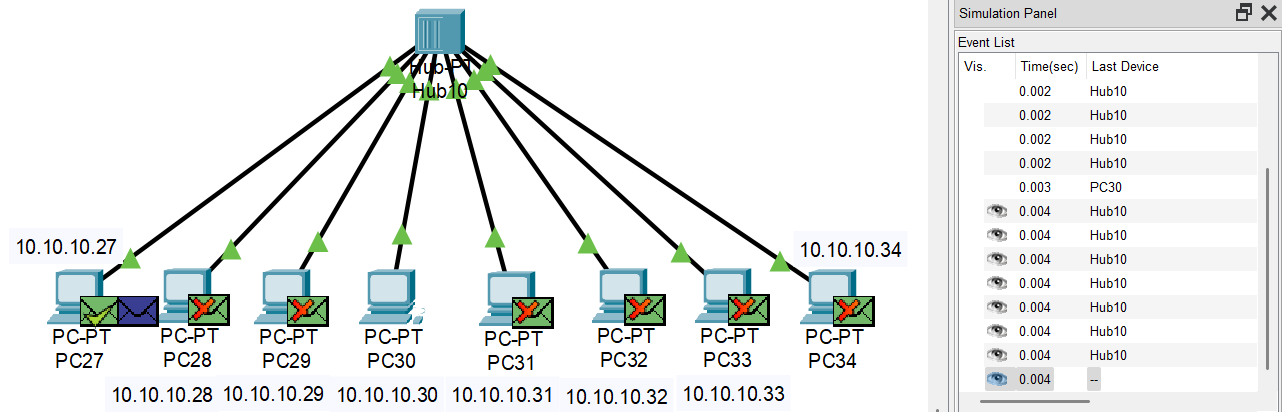 Simulation Panel
Event List
Vis. Time(sec) Last Device
0.002 Hub10
0.002 Hub10
0.002 Hub10
0.002 Hub10
0.003 PC30
0.004 Hub10
0.004 Hub10
0.004 Hub10
0.004 Hub10
0.004 Hub10
0.004 Hub10
0.004 Hub10
0.004 --
Hub-PT
Hub10
10.10.10.27
10.10.10.34
PC-PT PC-PT PC-PT PC-PT PC-PT PC-PT PC-PT PC-PT
PC27 PC28 PC29 PC30 PC31 PC32 PC33 PC34
10.10.10.28 10.10.10.29 10.10.10.30 10.10.10.31 10.10.10.32 10.10.10.33